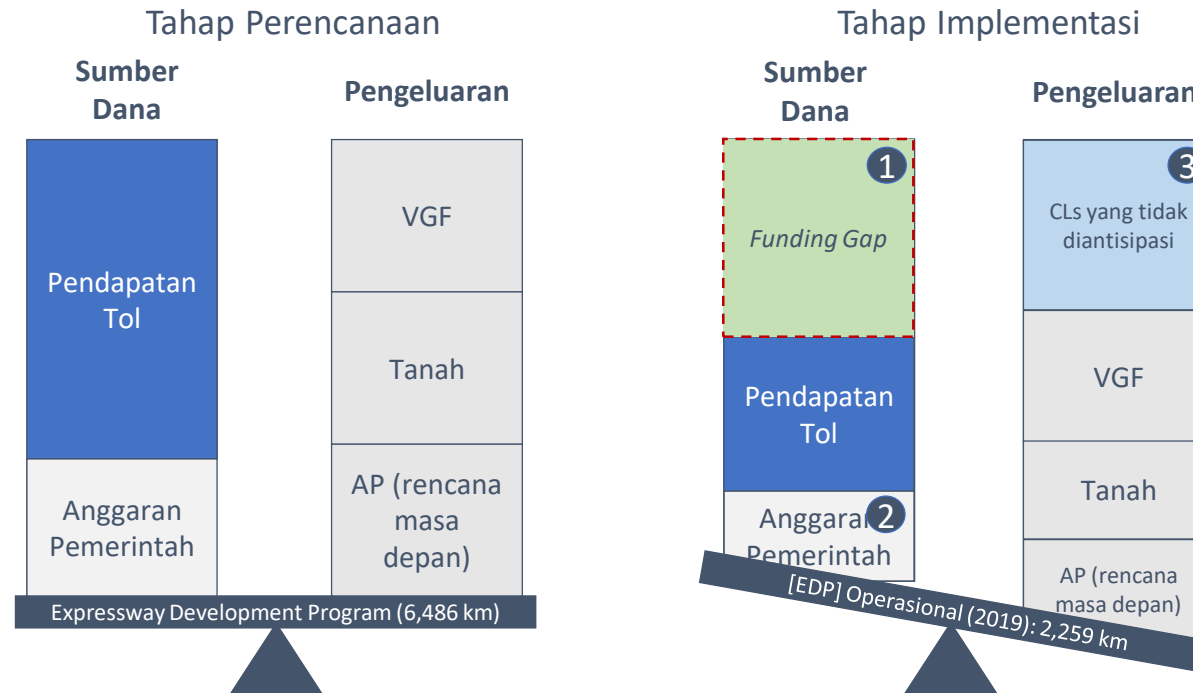 Tahap Perencanaan
Sumber
Dana
Pengeluaran
Pendapatan
Tol
Anggaran
Pemerintah
VGF
Tanah
AP (rencana
masa
depan)
Expressway Development Program (6,486 km)
Tahap Implementasi
Sumber
Dana
Pengeluaran
1
Funding Gap
Pendapatan
Tol
Anggaran 2
Pemerintah
3
CLs yang tidak
diantisipasi
VGF
Tanah
AP (rencana
masa depan)
[EDP] Operasional (2019): 2,259 km